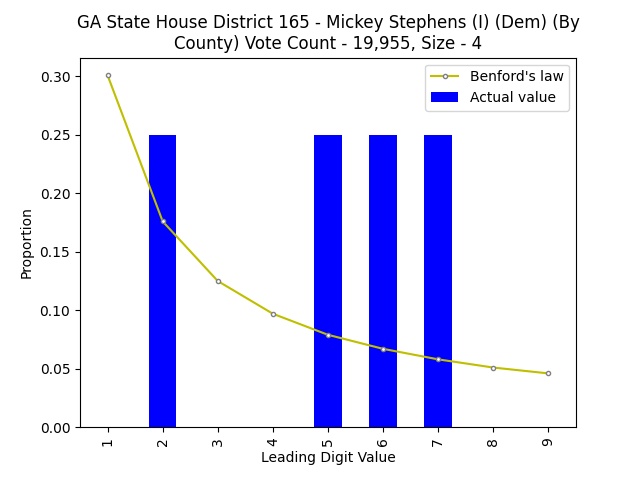 GA State House District 165 - Mickey Stephens (I) (Dem) (By
County) Vote Count - 19,955, Size - 4
Benford's law
Actual value
0.30
0.25
0.20
0.15
0.10
0.05
0.00
Proportion
1 2 3 4 5 6 7 8 9
Leading Digit Value